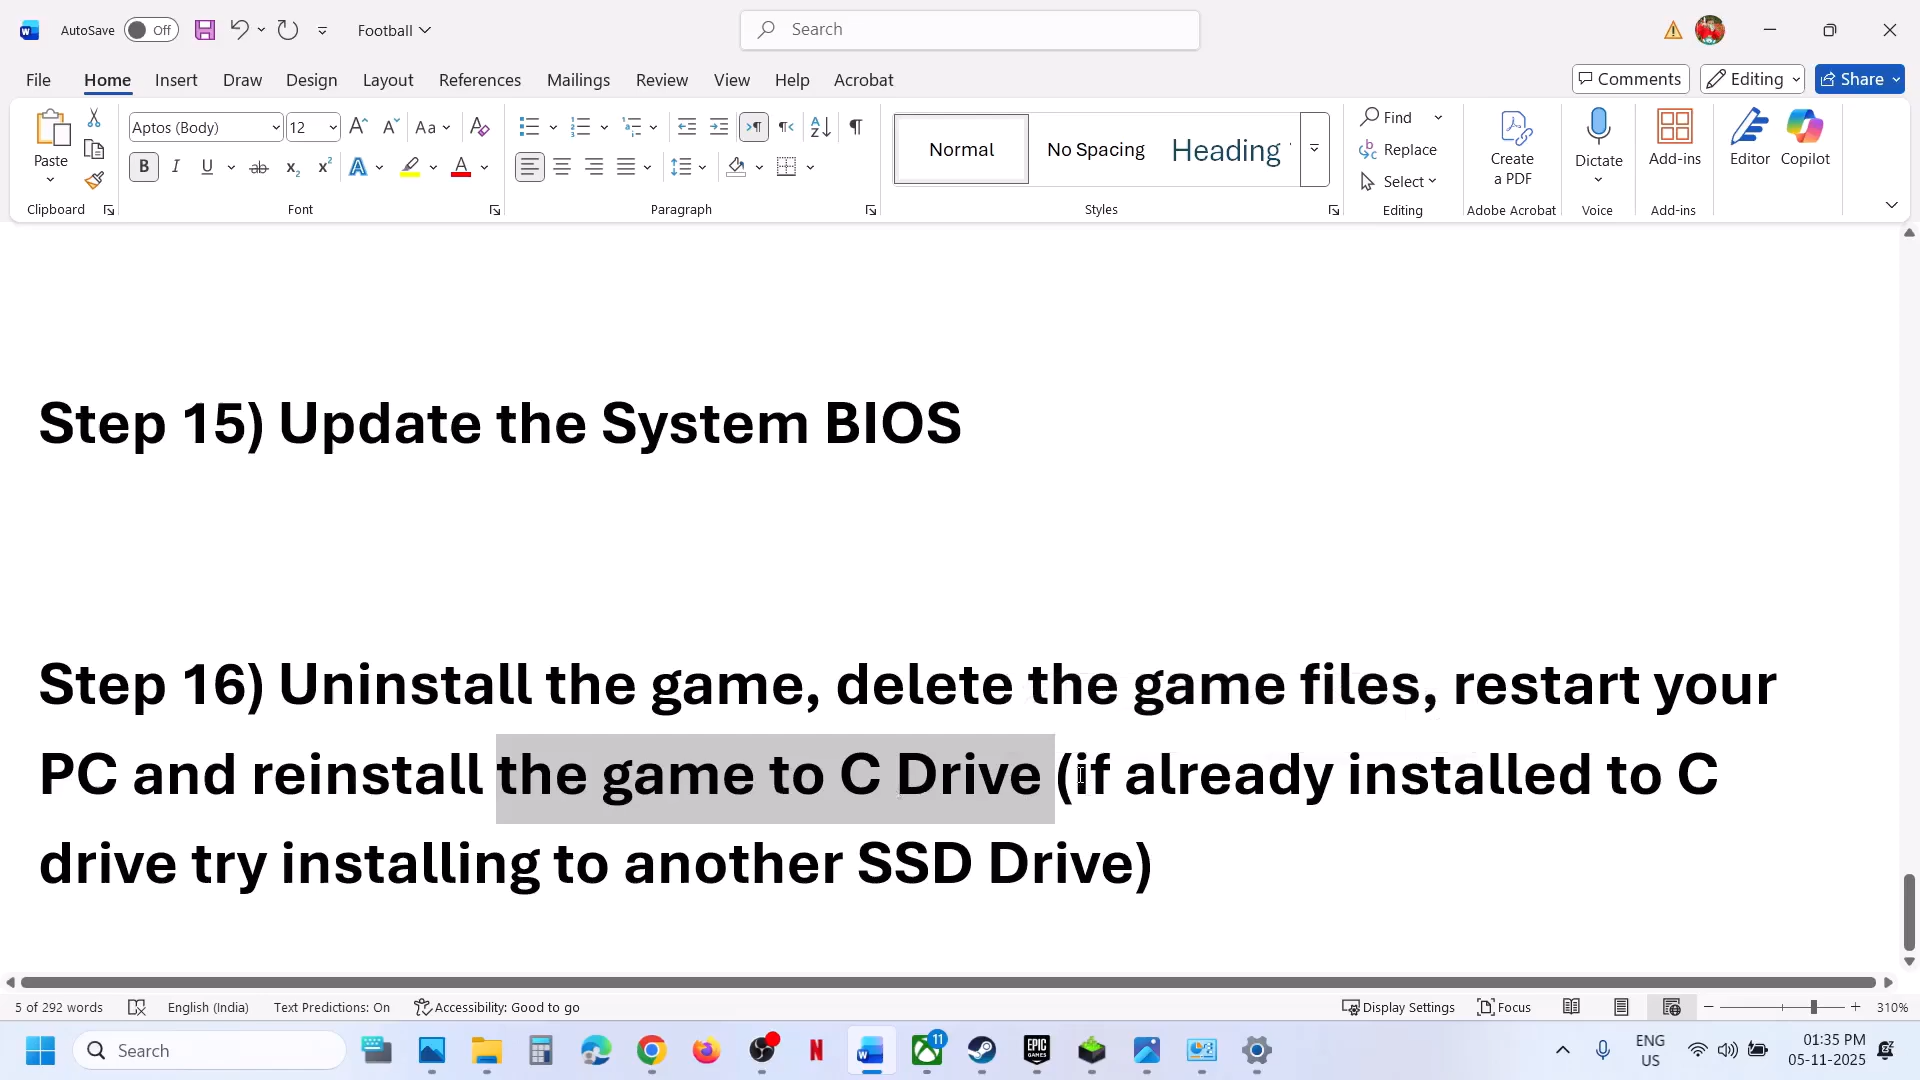 AutoSave Off Football Search
File Home Insert Draw Design Layout References Mailings Review View Help Acrobat Comments Editing Share
Paste Aptos (Body) 12 Aa Normal No Spacing Heading Find Replace Select Create a PDF Dictate Add-ins Editor Copilot
Clipboard Font Paragraph Styles Editing Adobe Acrobat Voice Add-ins
Step 15) Update the System BIOS
Step 16) Uninstall the game, delete the game files, restart your
PC and reinstall the game to C Drive (if already installed to C
drive try installing to another SSD Drive)
5 of 292 words English (India) Text Predictions: On Accessibility: Good to go Display Settings Focus 310%
Search 11 ENG US 01:35 PM 05-11-2025